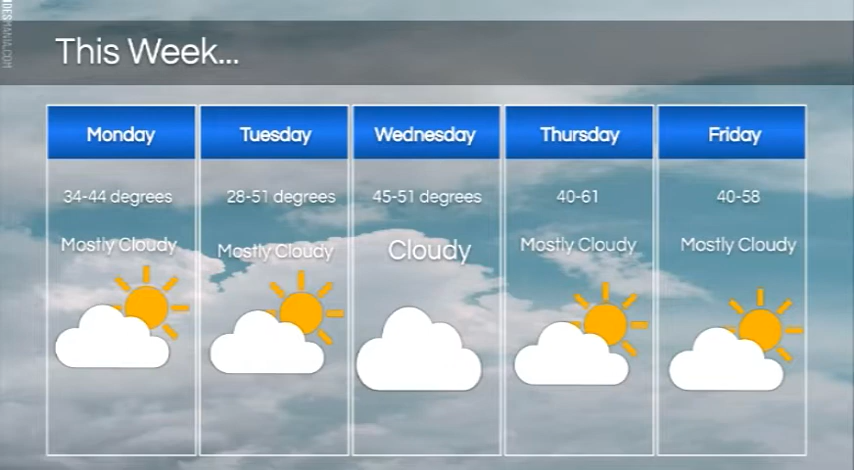 This Week...
Monday
Tuesday
Wednesday
Thursday
Friday
34-44 degrees
28-51 degrees
45-51 degrees
40-61
40-58
Mostly Cloudy
Mostly Cloudy
Cloudy
Mostly Cloudy
Mostly Cloudy